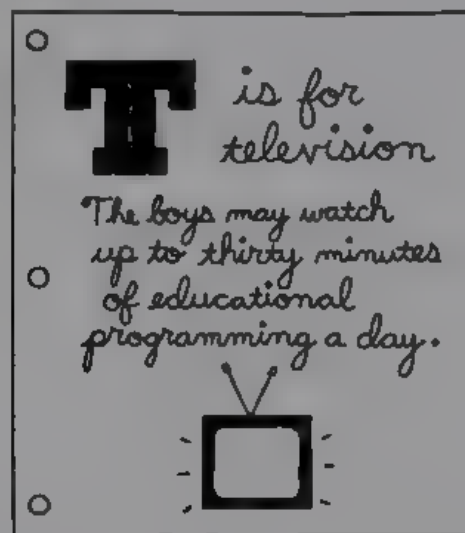 T is for
television
The boys may watch
up to thirty minutes
of educational
programming a day.